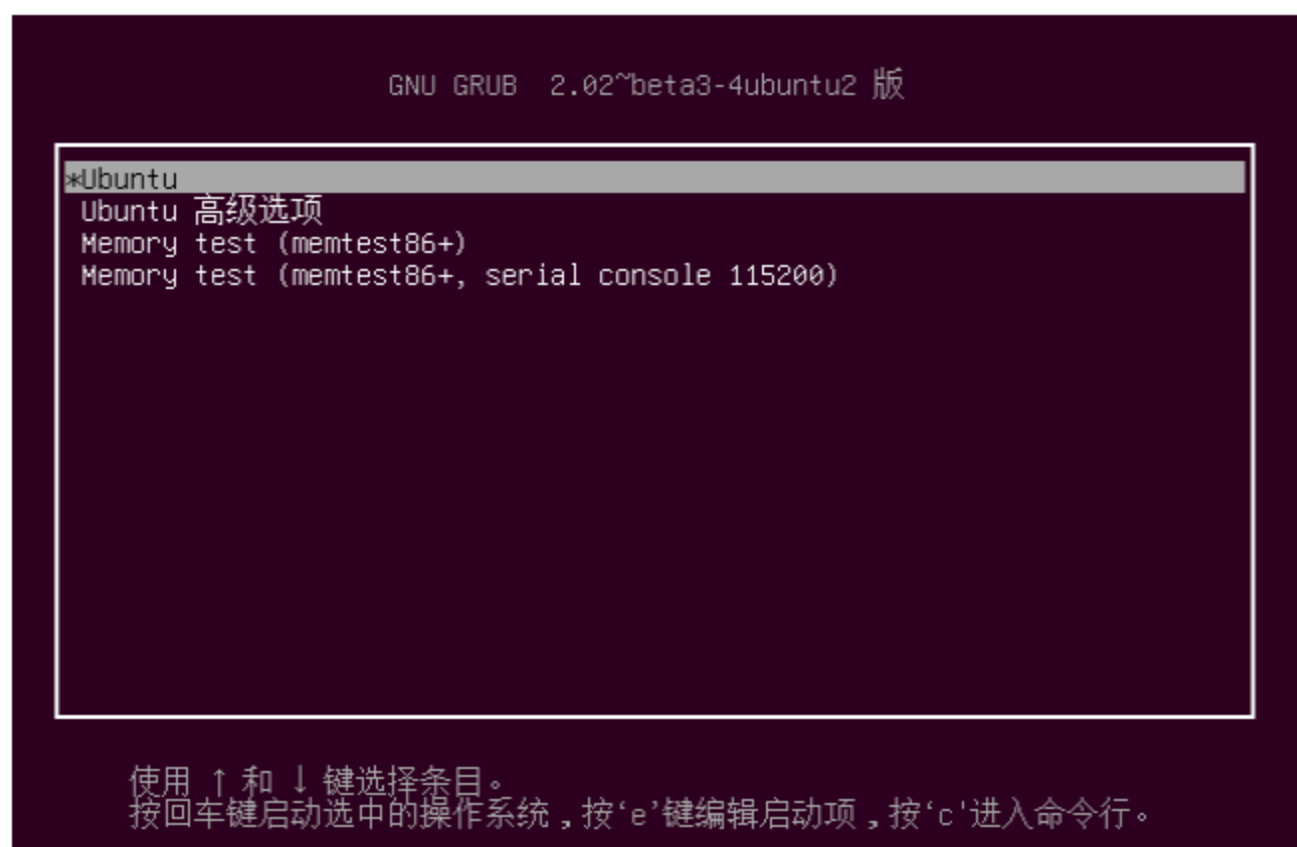 GNU GRUB  2.02~beta3-4ubuntu2 版
*Ubuntu
Ubuntu 高级选项
Memory test (memtest86+)
Memory test (memtest86+, serial console 115200)
使用 ↑ 和 ↓ 键选择条目。
按回车键启动选中的操作系统，按‘e’键编辑启动项，按‘c'进入命令行。